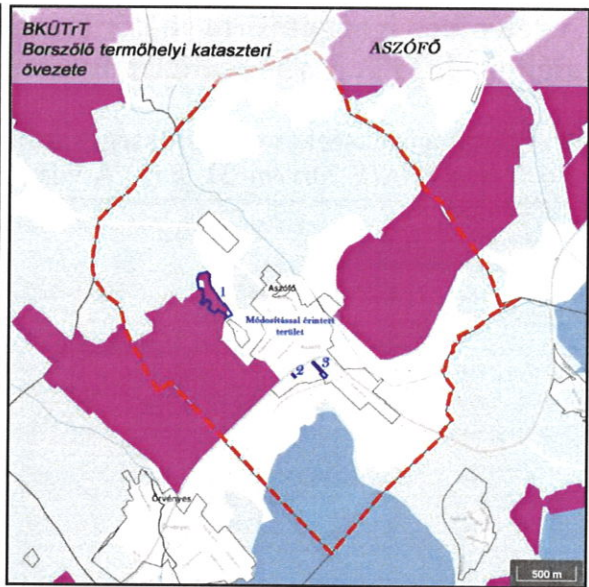 BKÜTrT
Borszőlő termőhelyi kataszteri
övezete
ASZÓFŐ
1
Aszófő
Módosítással érintett
terület
2
3
Örvényes
500 m